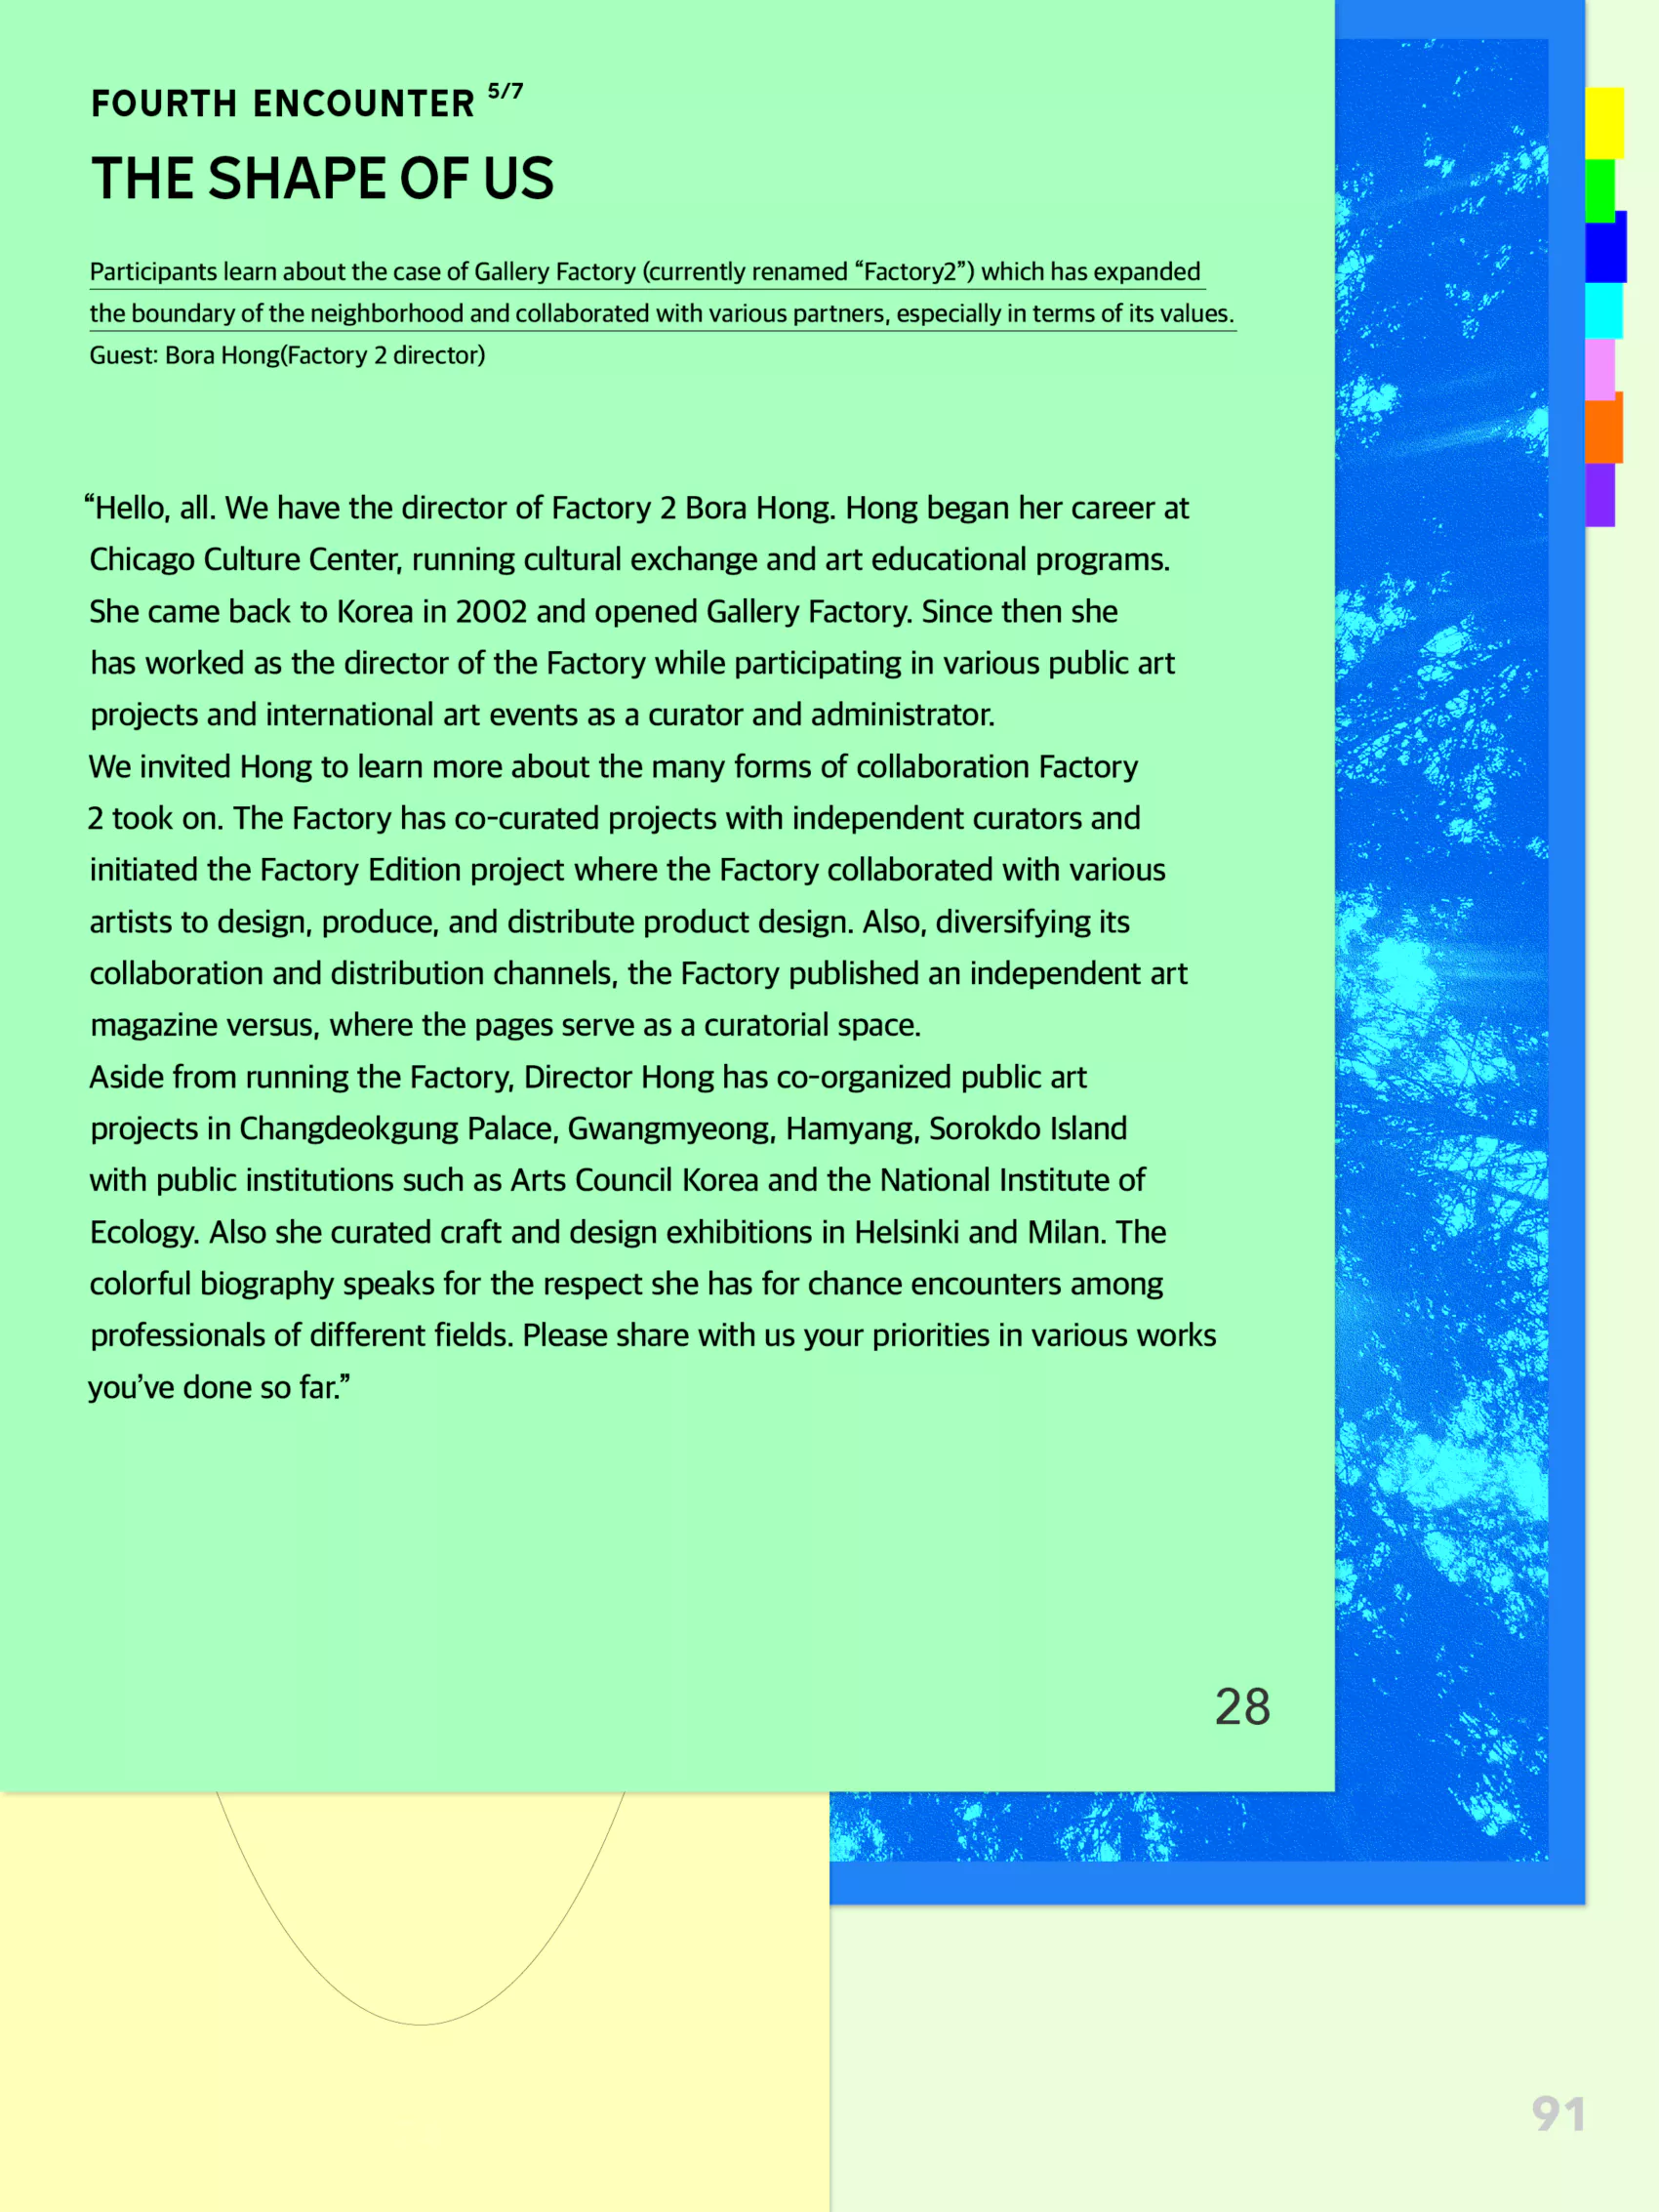 FOURTH ENCOUNTER 5/7
THE SHAPE OF US
Participants learn about the case of Gallery Factory (currently renamed “Factory2”) which has expanded
the boundary of the neighborhood and collaborated with various partners, especially in terms of its values.
Guest: Bora Hong(Factory 2 director)
“Hello, all. We have the director of Factory 2 Bora Hong. Hong began her career at
Chicago Culture Center, running cultural exchange and art educational programs.
She came back to Korea in 2002 and opened Gallery Factory. Since then she
has worked as the director of the Factory while participating in various public art
projects and international art events as a curator and administrator.
We invited Hong to learn more about the many forms of collaboration Factory
2 took on. The Factory has co-curated projects with independent curators and
initiated the Factory Edition project where the Factory collaborated with various
artists to design, produce, and distribute product design. Also, diversifying its
collaboration and distribution channels, the Factory published an independent art
magazine versus, where the pages serve as a curatorial space.
Aside from running the Factory, Director Hong has co-organized public art
projects in Changdeokgung Palace, Gwangmyeong, Hamyang, Sorokdo Island
with public institutions such as Arts Council Korea and the National Institute of
Ecology. Also she curated craft and design exhibitions in Helsinki and Milan. The
colorful biography speaks for the respect she has for chance encounters among
professionals of different fields. Please share with us your priorities in various works
you’ve done so far.”
28
91